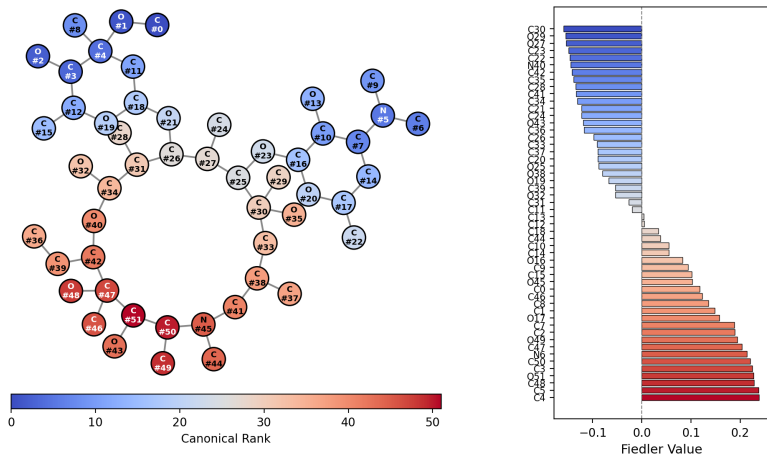 C
#8
O
#1
C
#0
O
#2
C
#4
C
#3
C
#11
C
#12
C
#18
C
#15
O
#19
C
#28
O
#21
C
#24
C
#26
C
#27
C
#31
O
#32
C
#34
C
#25
O
#23
C
#29
C
#30
O
#35
O
#13
C
#9
N
#5
C
#6
C
#10
C
#7
C
#16
C
#14
O
#20
C
#17
C
#22
C
#33
O
#40
C
#36
C
#39
C
#42
C
#38
C
#37
O
#48
C
#47
C
#46
C
#51
C
#50
N
#45
C
#41
O
#43
C
#49
C
#44
0
10
20
30
40
50
Canonical Rank
C30
O29
O27
C23
C22
N40
C42
C35
C28
C41
C34
C21
C24
O43
C36
C26
C33
C37
C20
O25
C39
C32
C31
C11
C12
C18
C44
C10
C14
O16
C9
C15
O45
C0
C46
C8
C1
O17
C7
C2
O49
C47
N6
C50
C3
O51
C48
C5
C4
−0.1
0.0
0.1
0.2
Fiedler Value